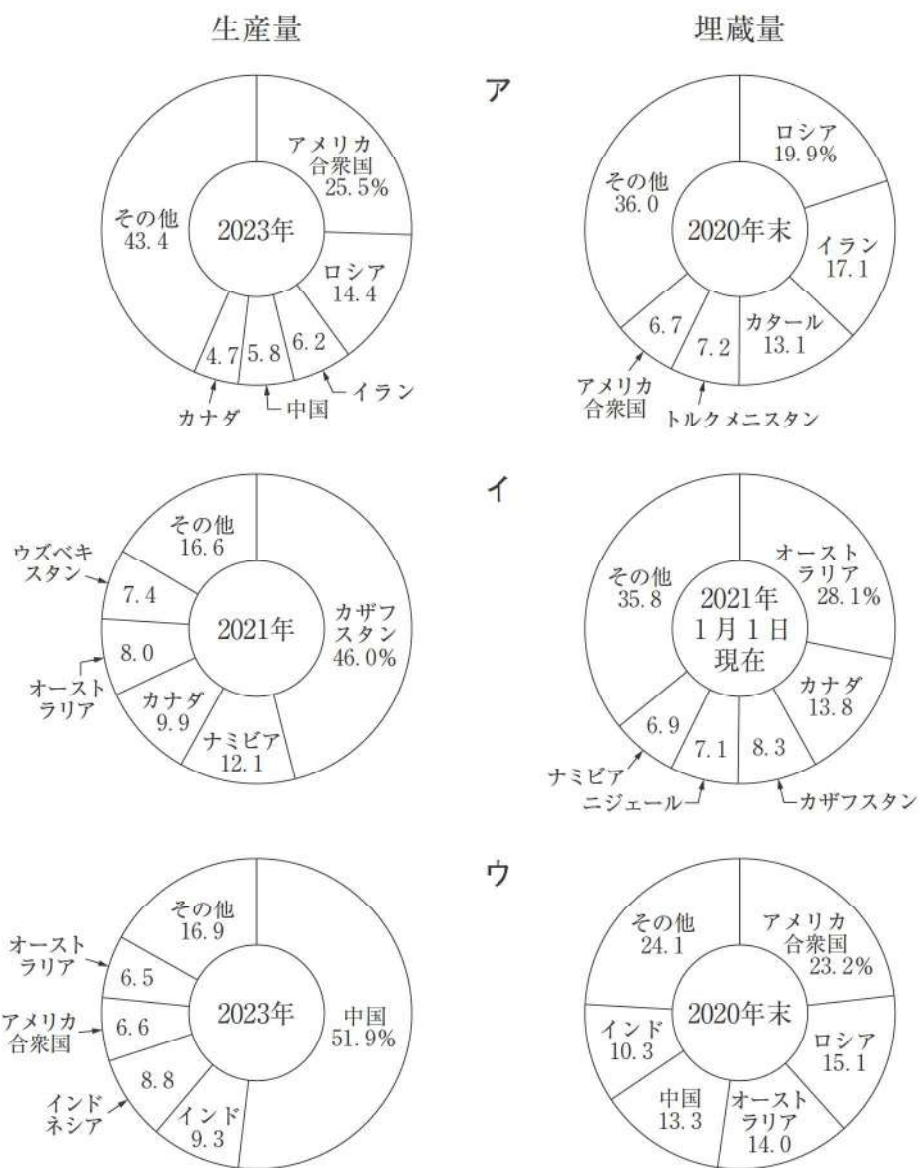 生産量
埋蔵量
ア
アメリカ
合衆国
25.5%
ロシア
14.4
6.2
イラン
5.8
中国
4.7
カナダ
その他
43.4
2023年
ロシア
19.9%
イラン
17.1
カタール
13.1
7.2
トルクメニスタン
6.7
アメリカ
合衆国
その他
36.0
2020年末
イ
カザフ
スタン
46.0%
ナミビア
12.1
カナダ
9.9
8.0
オースト
ラリア
7.4
ウズベキ
スタン
その他
16.6
2021年
オースト
ラリア
28.1%
カナダ
13.8
8.3
カザフスタン
7.1
ニジェール
6.9
ナミビア
その他
35.8
2021年
1月1日
現在
ウ
中国
51.9%
インド
9.3
8.8
インド
ネシア
6.6
アメリカ
合衆国
6.5
オースト
ラリア
その他
16.9
2023年
アメリカ
合衆国
23.2%
ロシア
15.1
オースト
ラリア
14.0
中国
13.3
インド
10.3
その他
24.1
2020年末